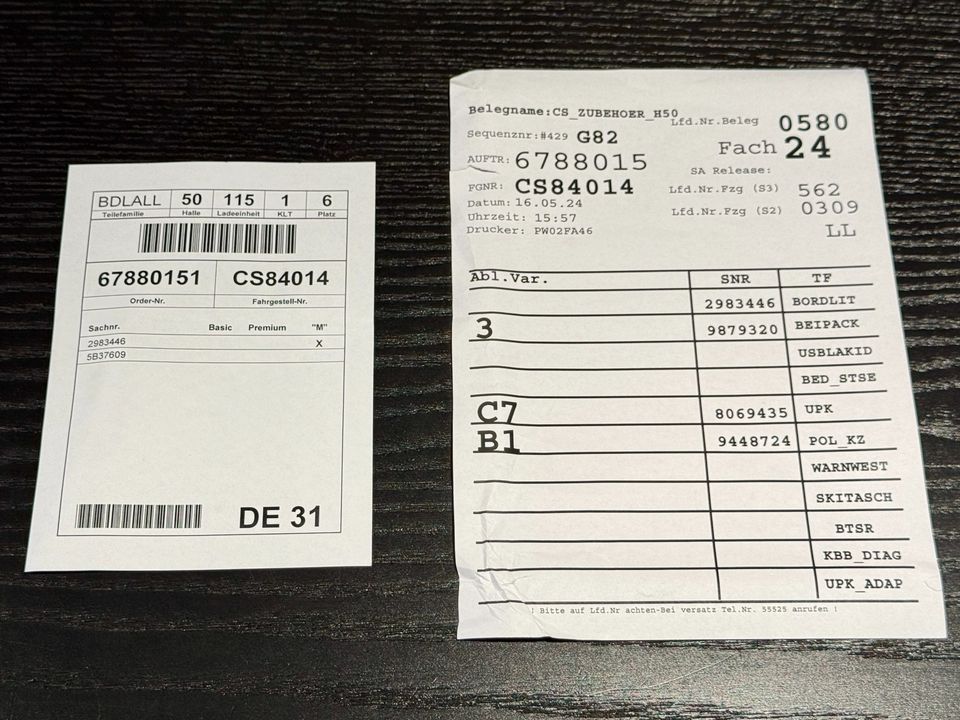 BDLALL 50 115 1 6
Teilefamilie Halle Ladeeinheit KLT Platz
67880151 CS84014
Order-Nr. Fahrgestell-Nr.
Sachnr. Basic Premium "M"
2983446 X
5B37609
DE 31
Belegname:CS_ZUBEHOER_H50 Lfd.Nr.Beleg 0580
Sequenznr:#429 G82 Fach 24
AUFTR: 6788015 SA Release:
FGNR: CS84014 Lfd.Nr.Fzg (S3) 562
Datum: 16.05.24 Lfd.Nr.Fzg (S2) 0309
Uhrzeit: 15:57 LL
Drucker: PW02FA46
Abl.Var. SNR TF
2983446 BORDLIT
3 9879320 BEIPACK
USBLAKID
BED_STSE
C7 8069435 UPK
B1 9448724 POL_KZ
WARNWEST
SKITASCH
BTSR
KBB_DIAG
UPK_ADAP
! Bitte auf Lfd.Nr achten-Bei versatz Tel.Nr. 55525 anrufen !